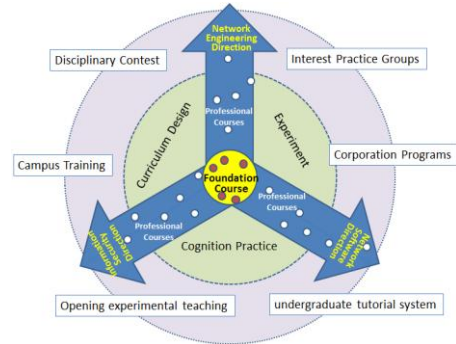 Network
Engineering
Direction
Disciplinary Contest
Interest Practice Groups
Professional
Courses
Curriculum Design
Experiment
Campus Training
Corporation Programs
Foundation
Course
Professional
Courses
Professional
Courses
Information
Security
Direction
Network
Software
Direction
Cognition Practice
Opening experimental teaching
undergraduate tutorial system